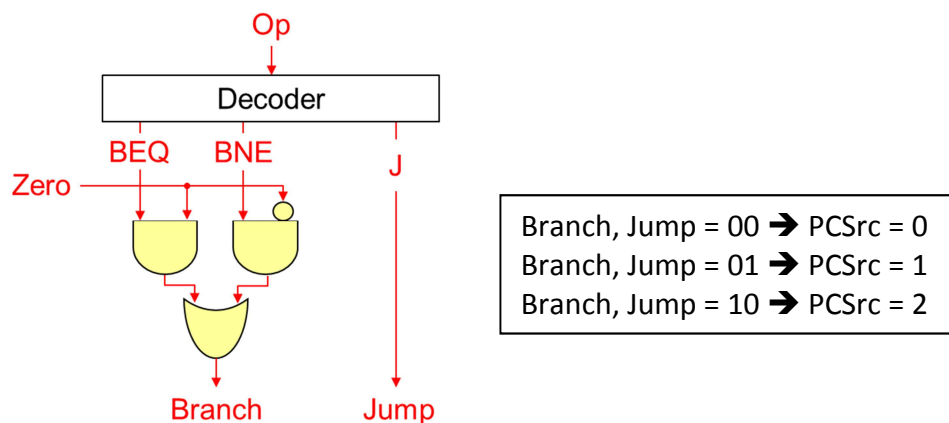 Op
Decoder
BEQ BNE J
Zero
Branch, Jump = 00 ➔ PCSrc = 0
Branch, Jump = 01 ➔ PCSrc = 1
Branch, Jump = 10 ➔ PCSrc = 2
Branch Jump